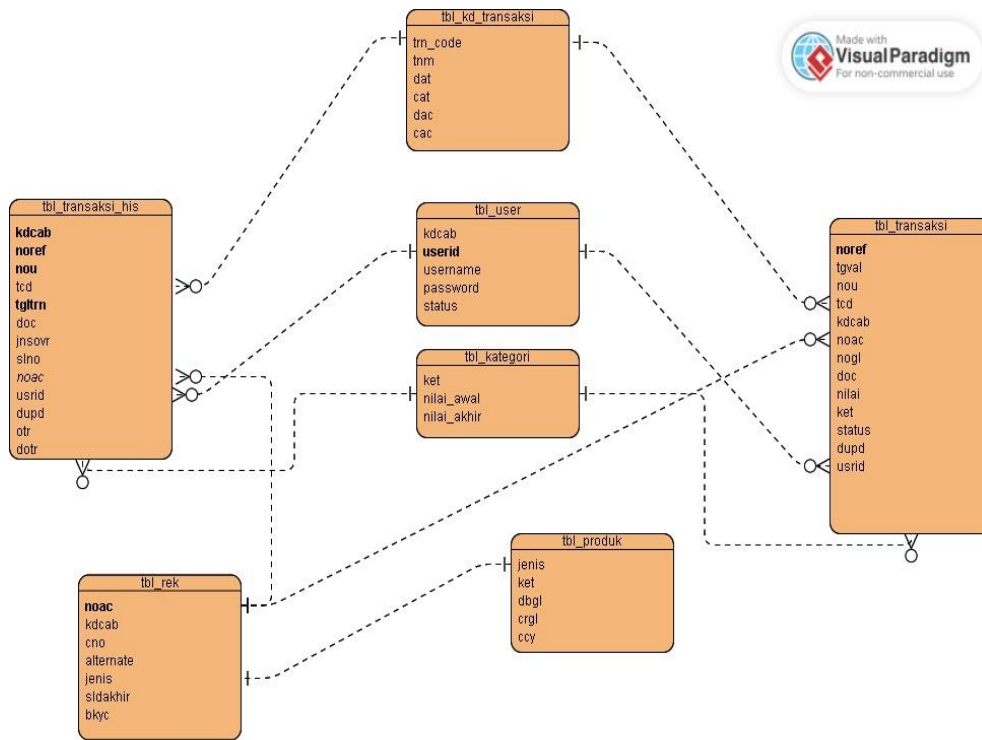 tbl_kd_transaksi
trn_code
tnm
dat
cat
dac
cac
Made with
Visual Paradigm
For non-commercial use
tbl_transaksi_his
kdcab
noref
nou
tcd
tgltrn
doc
jnsovr
slno
noac
usrid
dupd
otr
dotr
tbl_user
kdcab
userid
username
password
status
tbl_transaksi
noref
tgval
nou
tcd
kdcab
noac
nogl
doc
nilai
ket
status
dupd
usrid
tbl_kategori
ket
nilai_awal
nilai_akhir
tbl_produk
jenis
ket
dbgl
crgl
ccy
tbl_rek
noac
kdcab
cno
alternate
jenis
sldakhir
bkyc